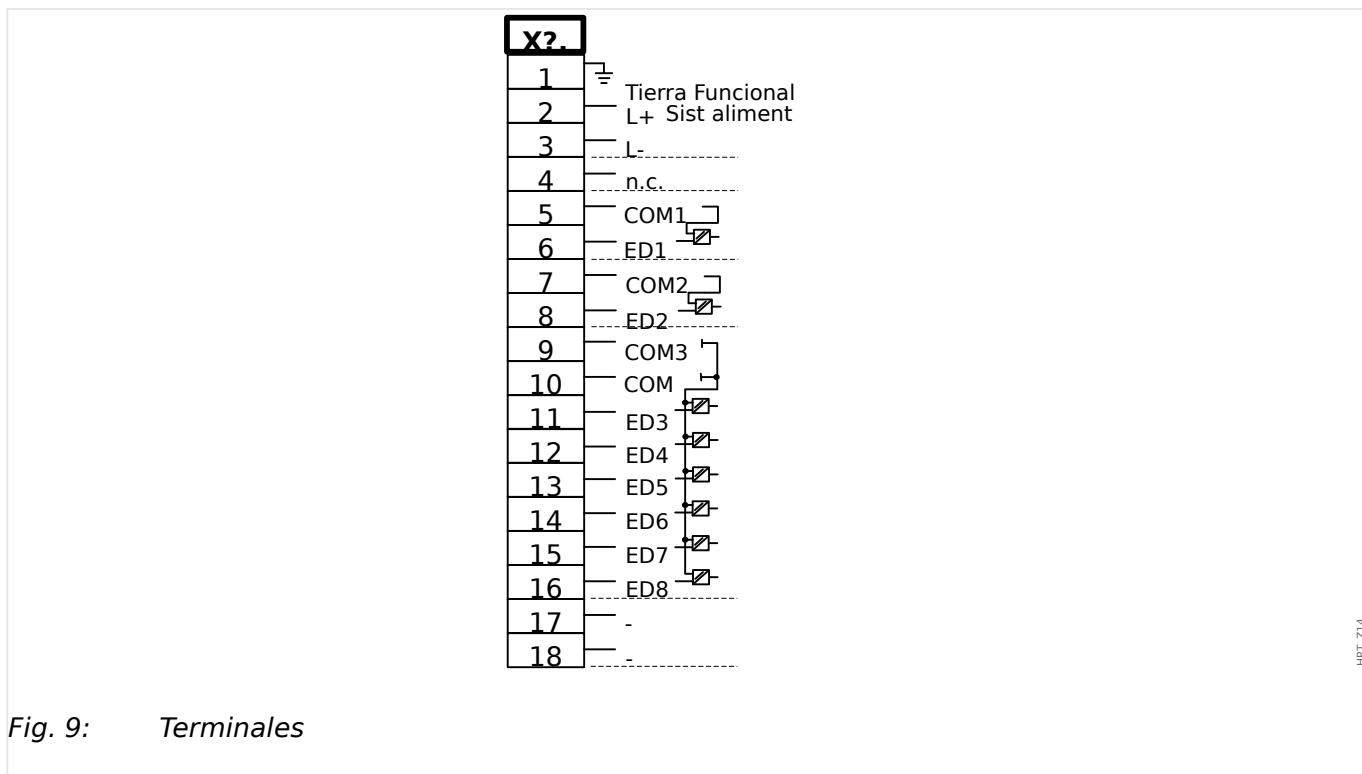 X?.
1
Tierra Funcional
2 L+ Sist aliment
3 L-
4 n.c.
5 COM1
6 ED1
7 COM2
8 ED2
9 COM3
10 COM
11 ED3
12 ED4
13 ED5
14 ED6
15 ED7
16 ED8
17 -
18 -
HPT_Z14
Fig. 9: Terminales